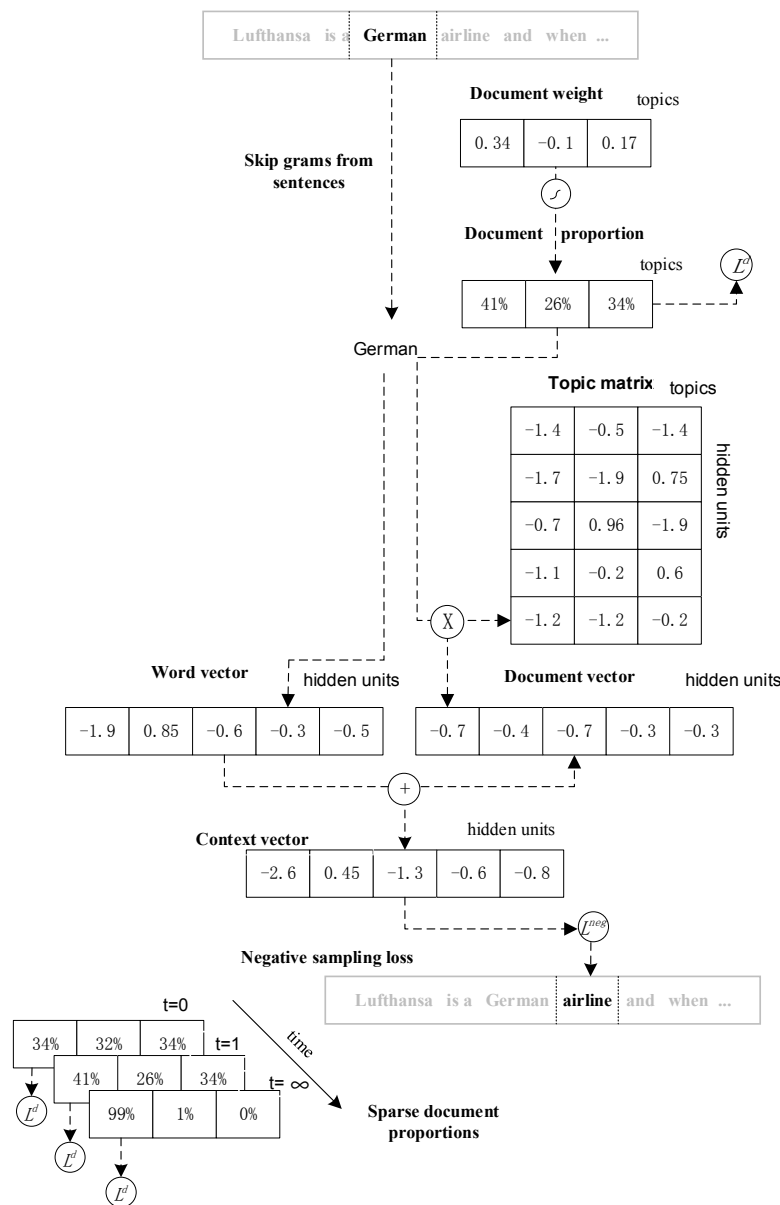 Lufthansa is a German airline and when ...
Document weight topics
0.34 -0.1 0.17
Skip grams from
sentences
∫
Document proportion
topics
L^d
41% 26% 34%
German
Topic matrix topics
-1.4 -0.5 -1.4
-1.7 -1.9 0.75
-0.7 0.96 -1.9
-1.1 -0.2 0.6
-1.2 -1.2 -0.2
hidden units
X
Word vector hidden units
Document vector hidden units
-1.9 0.85 -0.6 -0.3 -0.5
-0.7 -0.4 -0.7 -0.3 -0.3
+
Context vector hidden units
-2.6 0.45 -1.3 -0.6 -0.8
L^neg
Negative sampling loss
Lufthansa is a German airline and when ...
t=0
34% 32% 34%
t=1
41% 26% 34%
t= ∞
99% 1% 0%
time
L^d
L^d
L^d
Sparse document
proportions